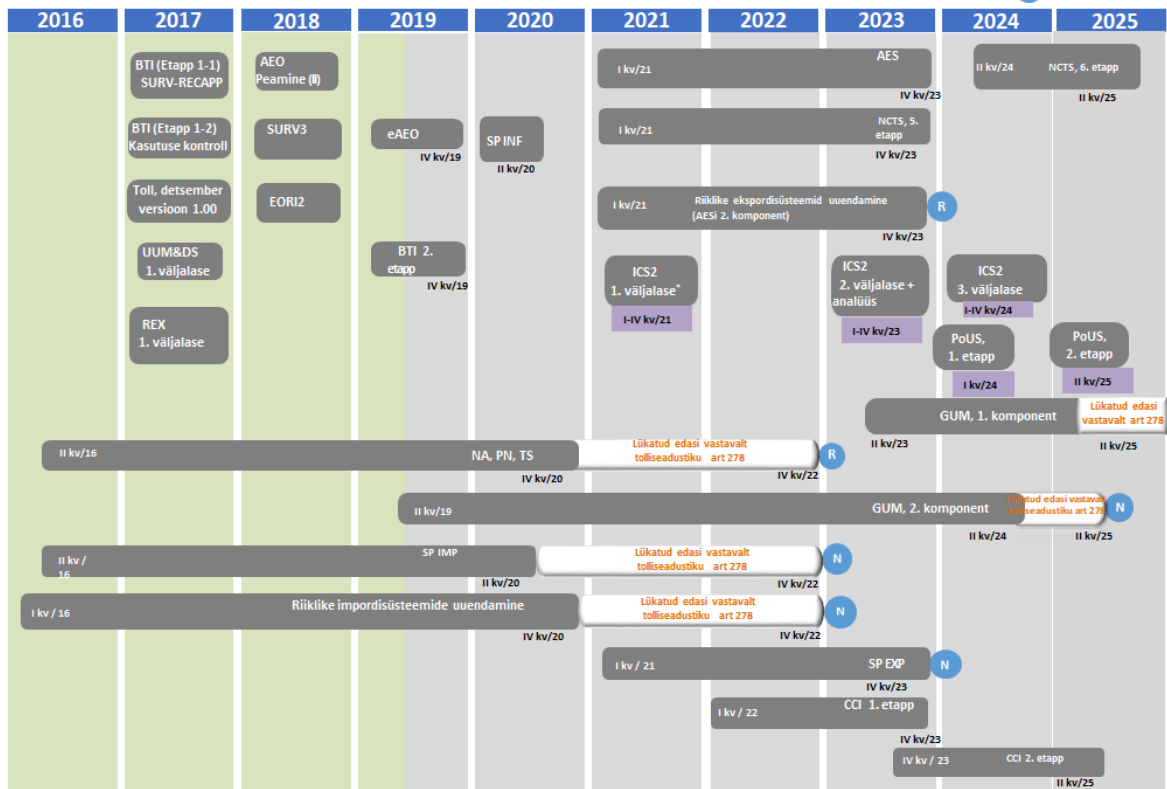 2016 2017 2018 2019 2020 2021 2022 2023 2024 2025
BTI (Etapp 1-1)
SURV-RECAPP
AEO
Peamine (II)
I kv/21
AES
IV kv/23
II kv/24
NCTS, 6. etapp
II kv/25
BTI (Etapp 1-2)
Kasutuse kontroll
SURV3
eAEO
IV kv/19
SP INF
II kv/20
I kv/21
NCTS, 5.
etapp
IV kv/23
Toll, detsember
versioon 1.00
EORI2
I kv/21
Riiklike ekspordisüsteemid uuendamine
(AESi 2. komponent)
IV kv/23
R
UUM&DS
1. väljalase
BTI 2.
etapp
IV kv/19
ICS2
1. väljalase*
I-IV kv/21
ICS2
2. väljalase +
analüüs
I-IV kv/23
ICS2
3. väljalase
I-IV kv/24
REX
1. väljalase
PoUS,
1. etapp
I kv/24
PoUS,
2. etapp
II kv/25
GUM, 1. komponent
II kv/23
Lükatud edasi
vastavalt art 278
II kv/25
II kv/16
NA, PN, TS
IV kv/20
Lükatud edasi vastavalt
tolliseadustiku art 278
IV kv/22
R
II kv/19
GUM, 2. komponent
II kv/24
Lükatud edasi vastavalt
tolliseadustiku art 278
II kv/25
N
II kv /
16
SP IMP
II kv/20
Lükatud edasi vastavalt
tolliseadustiku art 278
IV kv/22
N
I kv / 16
Riiklike impordisüsteemide uuendamine
IV kv/20
Lükatud edasi vastavalt
tolliseadustiku art 278
IV kv/22
N
I kv / 21
SP EXP
IV kv/23
N
I kv / 22
CCI 1. etapp
IV kv/23
IV kv / 23
CCI 2. etapp
II kv/25